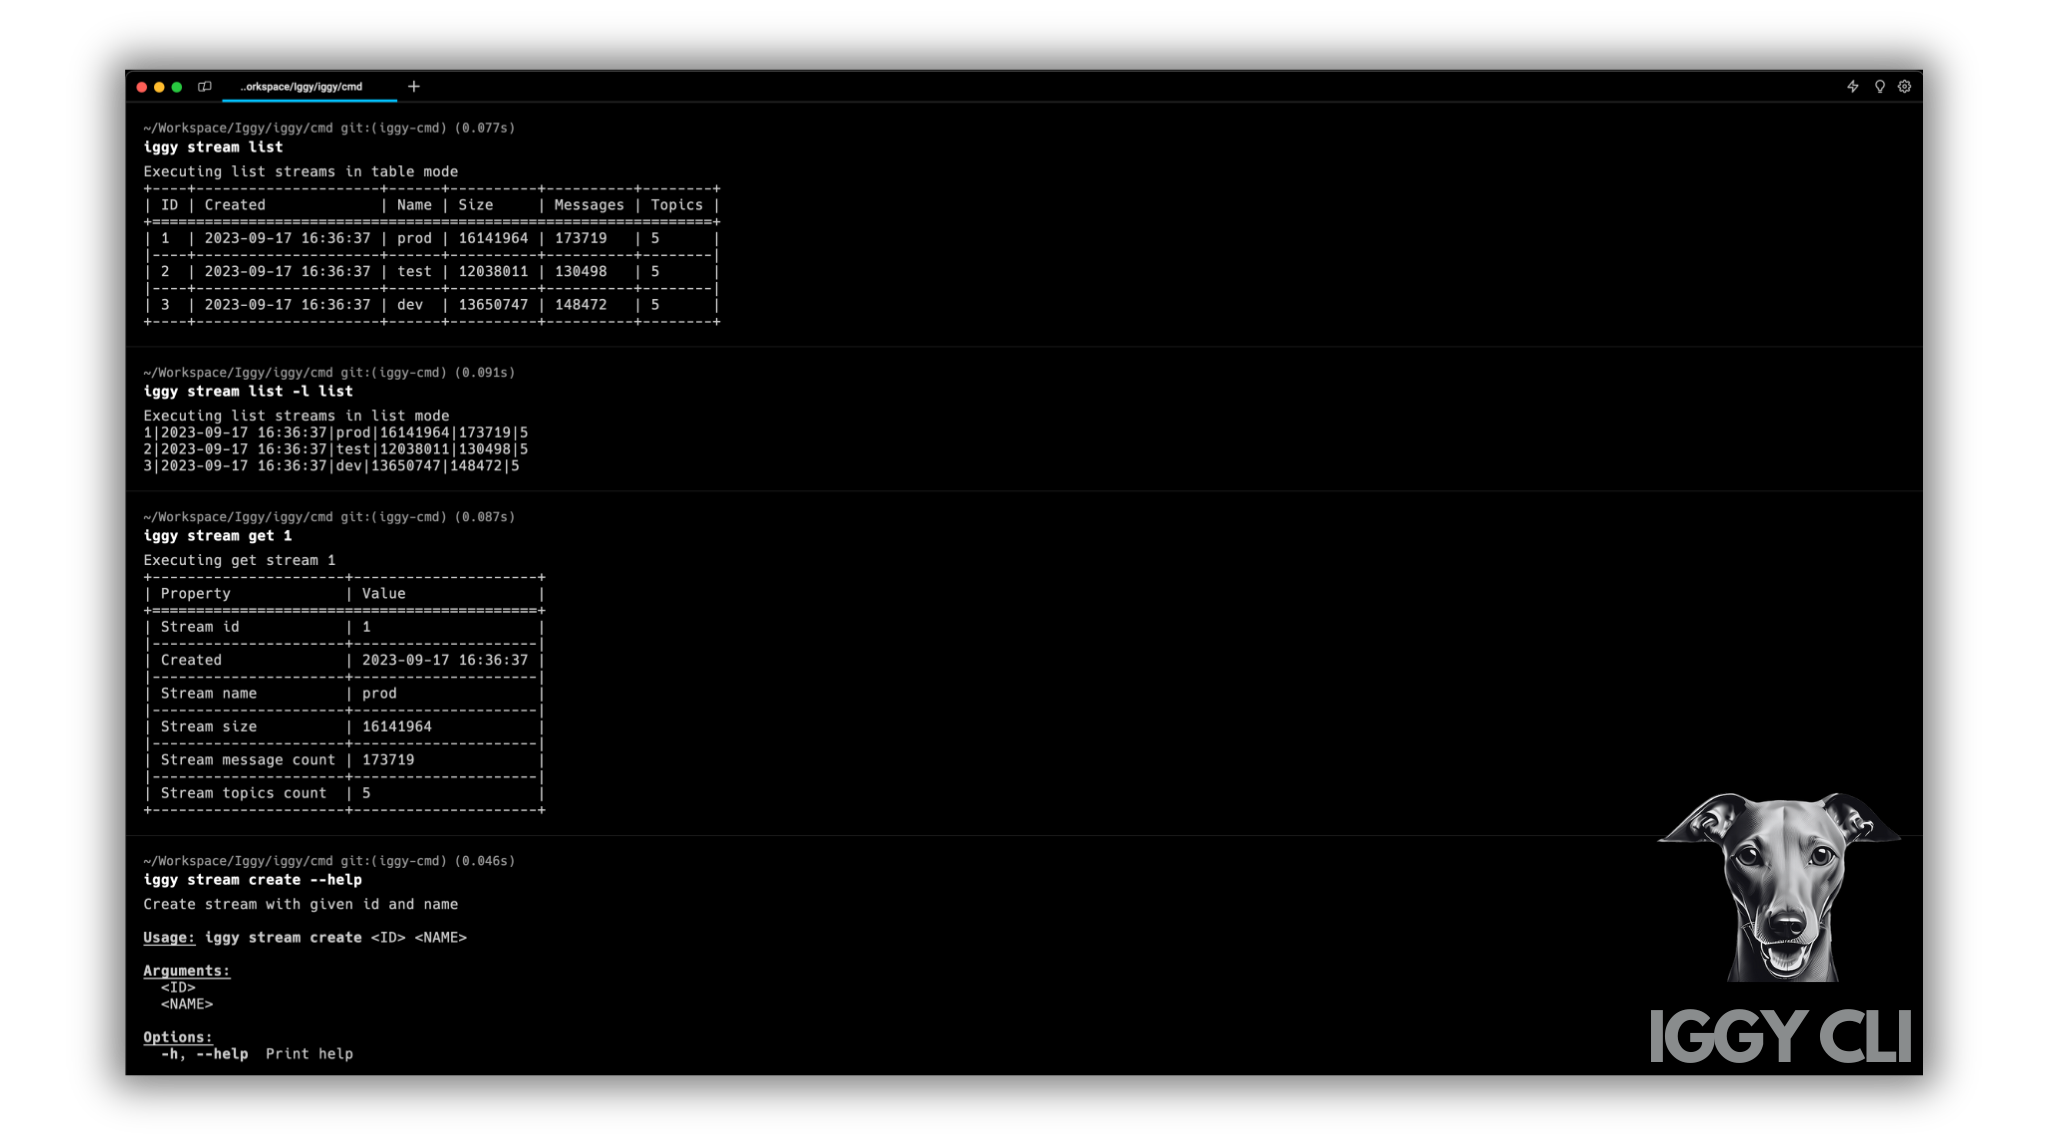 ..orkspace/Iggy/iggy/cmd
~/Workspace/Iggy/iggy/cmd git:(iggy-cmd) (0.077s)
iggy stream list
Executing list streams in table mode
+----+---------------------+------+----------+----------+--------+
| ID | Created             | Name | Size     | Messages | Topics |
+================================================================+
| 1  | 2023-09-17 16:36:37 | prod | 16141964 | 173719   | 5      |
|----+---------------------+------+----------+----------+--------|
| 2  | 2023-09-17 16:36:37 | test | 12038011 | 130498   | 5      |
|----+---------------------+------+----------+----------+--------|
| 3  | 2023-09-17 16:36:37 | dev  | 13650747 | 148472   | 5      |
+----+---------------------+------+----------+----------+--------+
~/Workspace/Iggy/iggy/cmd git:(iggy-cmd) (0.091s)
iggy stream list -l list
Executing list streams in list mode
1|2023-09-17 16:36:37|prod|16141964|173719|5
2|2023-09-17 16:36:37|test|12038011|130498|5
3|2023-09-17 16:36:37|dev|13650747|148472|5
~/Workspace/Iggy/iggy/cmd git:(iggy-cmd) (0.087s)
iggy stream get 1
Executing get stream 1
+----------------------+---------------------+
| Property             | Value               |
+============================================+
| Stream id            | 1                   |
|----------------------+---------------------|
| Created              | 2023-09-17 16:36:37 |
|----------------------+---------------------|
| Stream name          | prod                |
|----------------------+---------------------|
| Stream size          | 16141964            |
|----------------------+---------------------|
| Stream message count | 173719              |
|----------------------+---------------------|
| Stream topics count  | 5                   |
+----------------------+---------------------+
~/Workspace/Iggy/iggy/cmd git:(iggy-cmd) (0.046s)
iggy stream create --help
Create stream with given id and name
Usage: iggy stream create <ID> <NAME>
Arguments:
<ID>
<NAME>
Options:
-h, --help  Print help
IGGY CLI